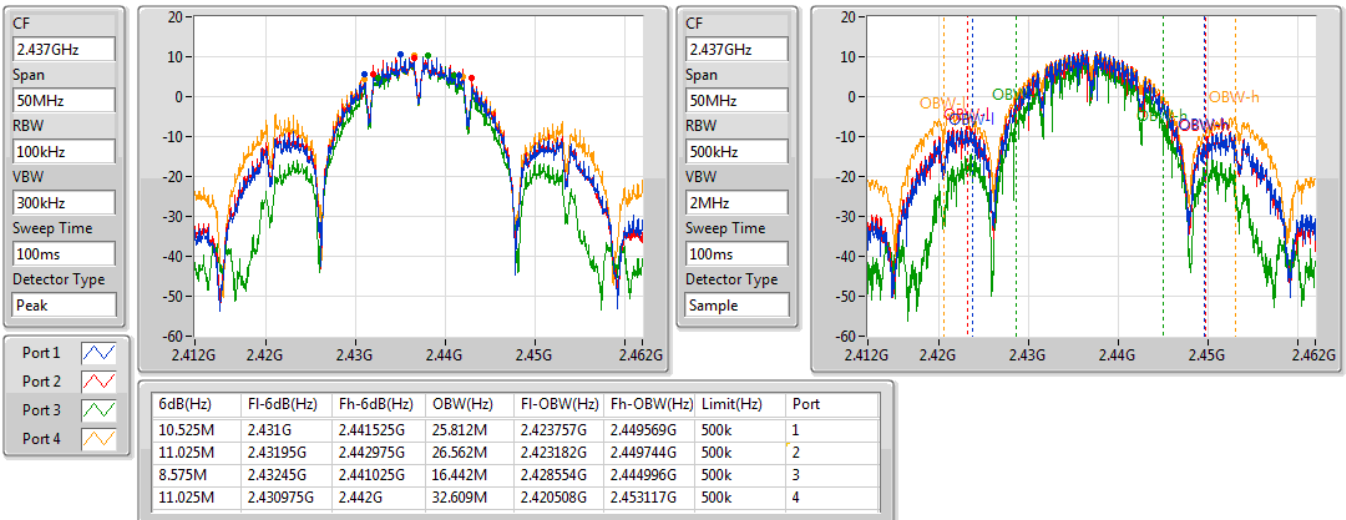 CF
2.437GHz
Span
50MHz
RBW
100kHz
VBW
300kHz
Sweep Time
100ms
Detector Type
Peak
20
10
0
-10
-20
-30
-40
-50
-60
2.412G 2.42G 2.43G 2.44G 2.45G 2.462G
CF
2.437GHz
Span
50MHz
RBW
500kHz
VBW
2MHz
Sweep Time
100ms
Detector Type
Sample
20
10
0
-10
-20
-30
-40
-50
-60
OBW-h
OBW-l
OBW-h
2.412G 2.42G 2.43G 2.44G 2.45G 2.462G
Port 1
Port 2
Port 3
Port 4
6dB(Hz) Fl-6dB(Hz) Fh-6dB(Hz) OBW(Hz) Fl-OBW(Hz) Fh-OBW(Hz) Limit(Hz) Port
10.525M 2.431G 2.441525G 25.812M 2.423757G 2.449569G 500k 1
11.025M 2.43195G 2.442975G 26.562M 2.423182G 2.449744G 500k 2
8.575M 2.43245G 2.441025G 16.442M 2.428554G 2.444996G 500k 3
11.025M 2.430975G 2.442G 32.609M 2.420508G 2.453117G 500k 4